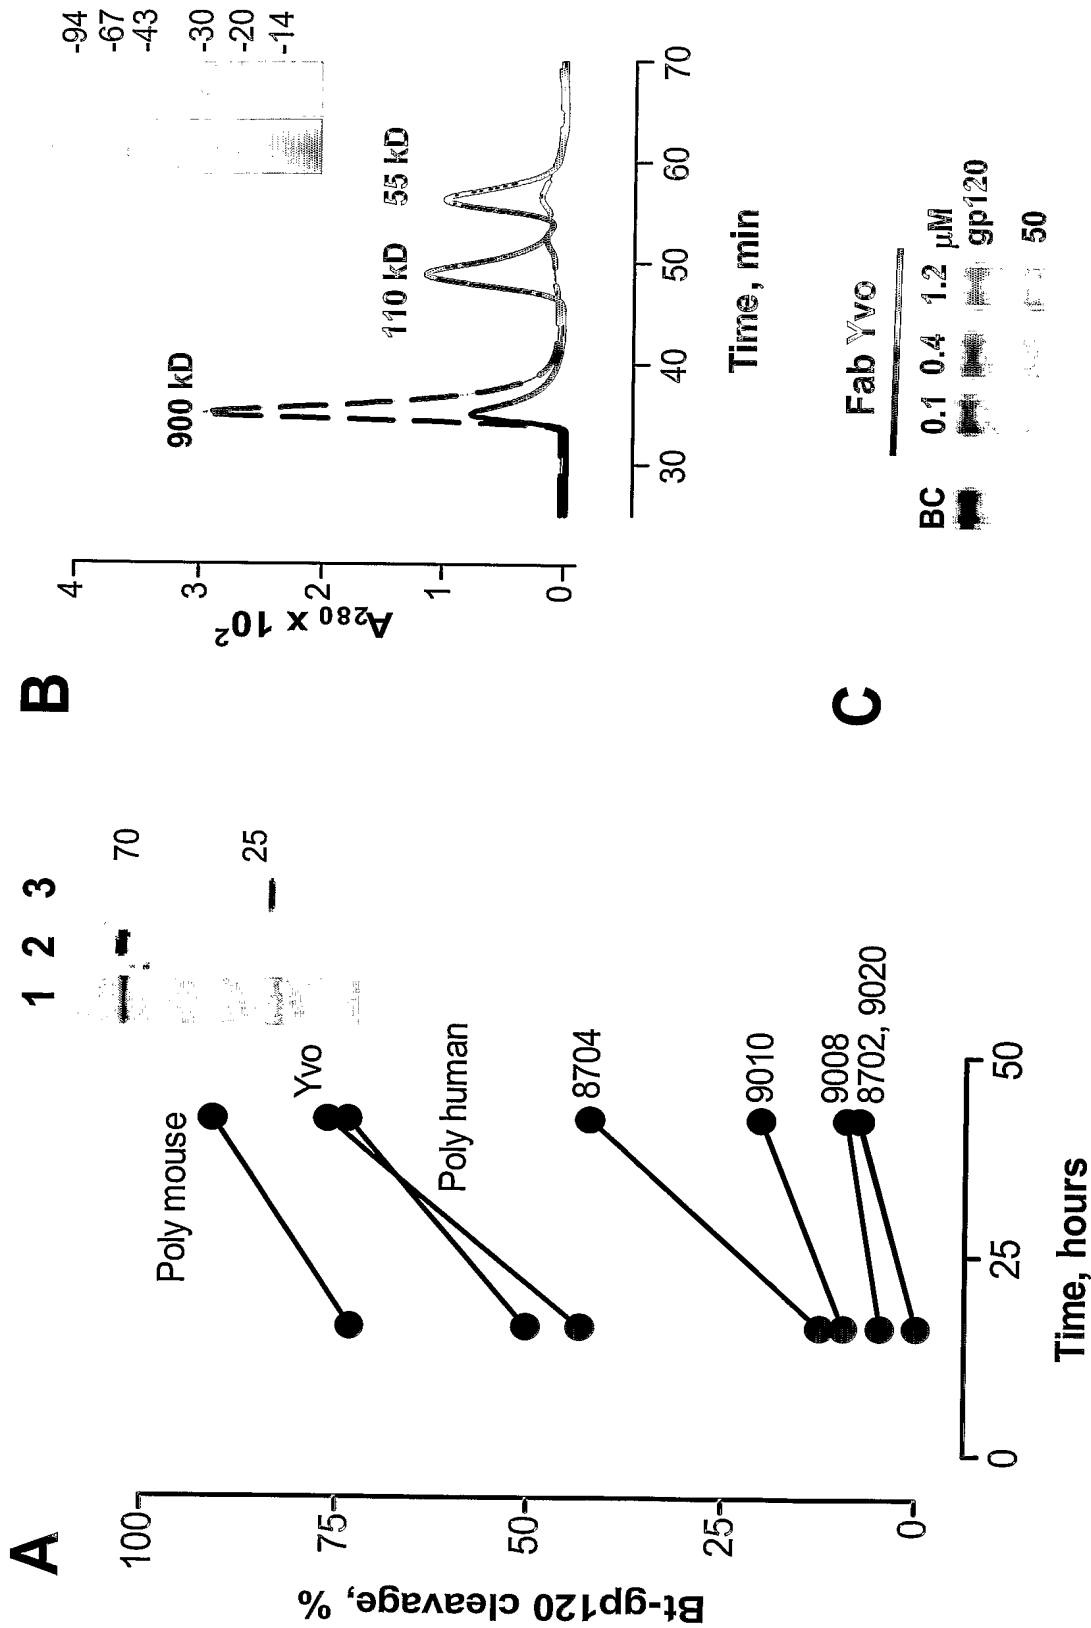 A
Bt-gp120 cleavage, %
100
75
50
25
0
Poly mouse
Yvo
Poly human
8704
9010
9008
8702, 9020
0
25
50
Time, hours
1 2 3
70
25
B
A280 x 10²
4
3
2
1
0
900 kD
110 kD
55 kD
30
40
50
60
70
Time, min
-94
-67
-43
-30
-20
-14
C
Fab Yvo
BC 0.1 0.4 1.2 μM
gp120
50